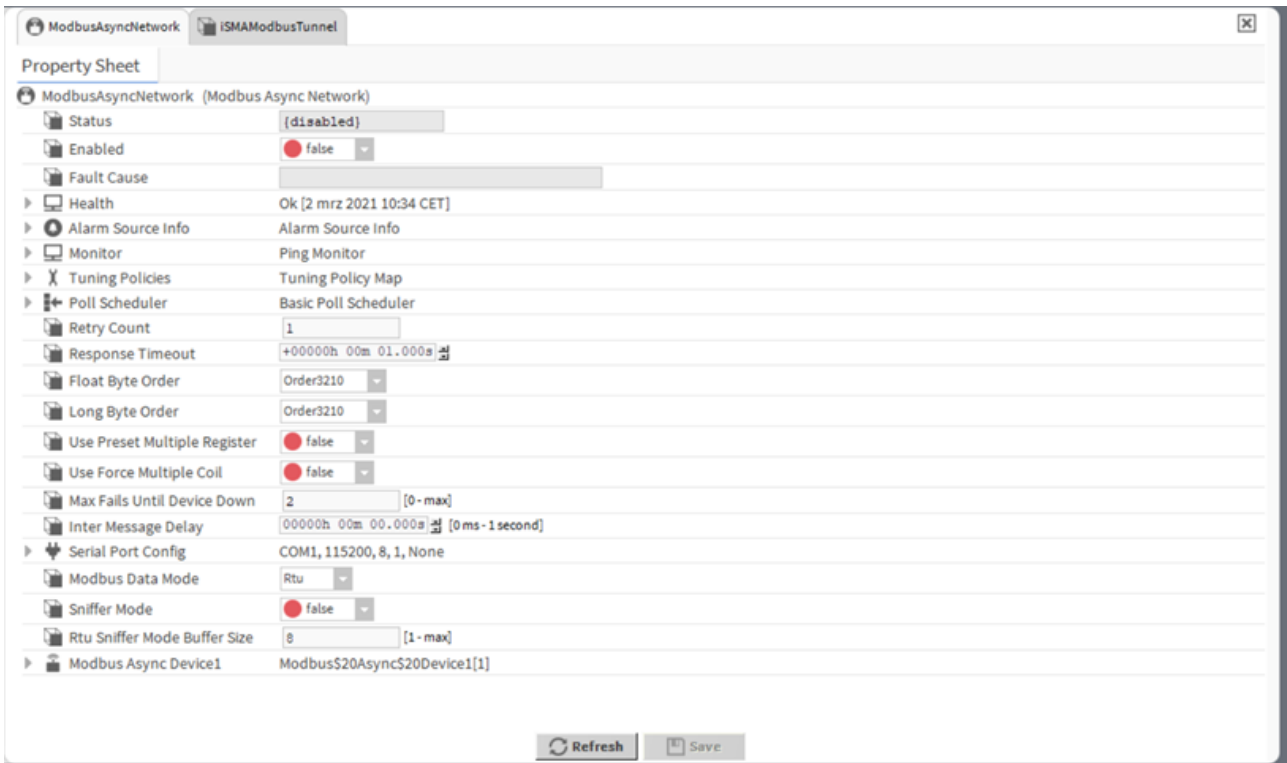 ModbusAsyncNetwork iSMAModbusTunnel
Property Sheet
ModbusAsyncNetwork (Modbus Async Network)
Status {disabled}
Enabled false
Fault Cause
Health Ok [2 mrz 2021 10:34 CET]
Alarm Source Info Alarm Source Info
Monitor Ping Monitor
Tuning Policies Tuning Policy Map
Poll Scheduler Basic Poll Scheduler
Retry Count 1
Response Timeout +00000h 00m 01.000s
Float Byte Order Order3210
Long Byte Order Order3210
Use Preset Multiple Register false
Use Force Multiple Coil false
Max Fails Until Device Down 2 [0 - max]
Inter Message Delay 00000h 00m 00.000s [0 ms - 1 second]
Serial Port Config COM1, 115200, 8, 1, None
Modbus Data Mode Rtu
Sniffer Mode false
Rtu Sniffer Mode Buffer Size 8 [1 - max]
Modbus Async Device1 Modbus$20Async$20Device1[1]
Refresh Save